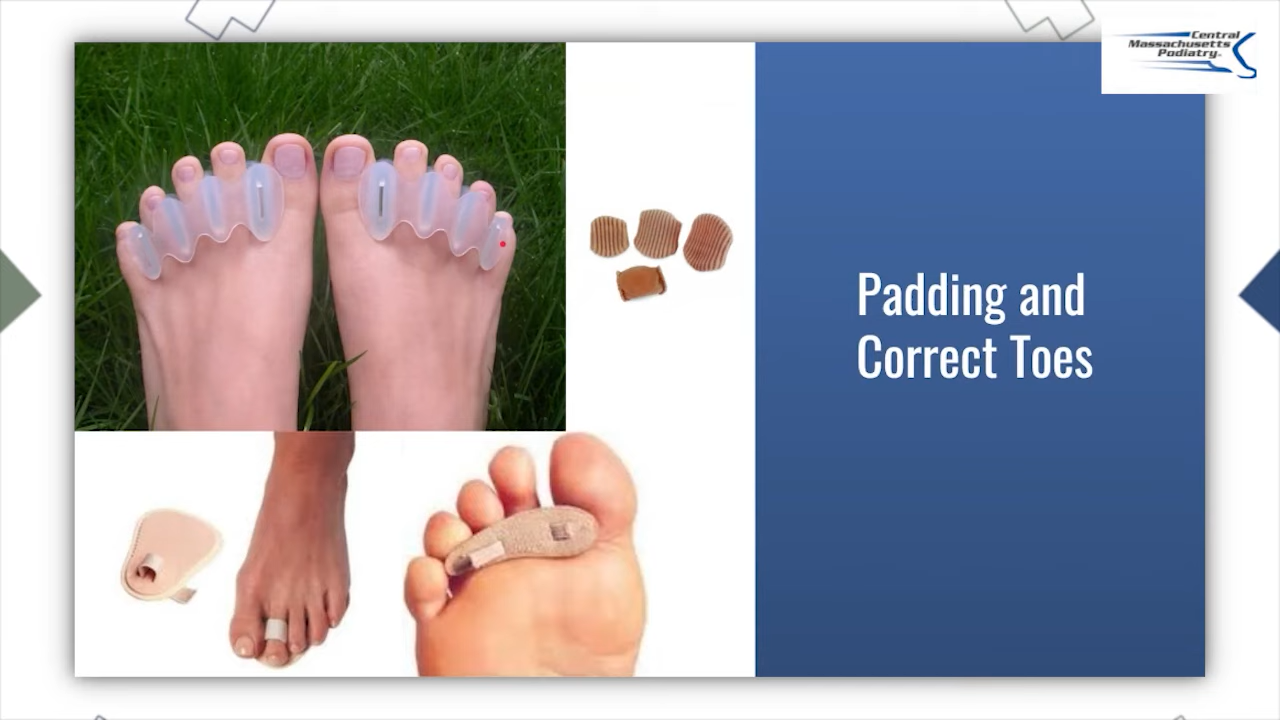 Central
Massachusetts
Podiatry
Padding and
Correct Toes